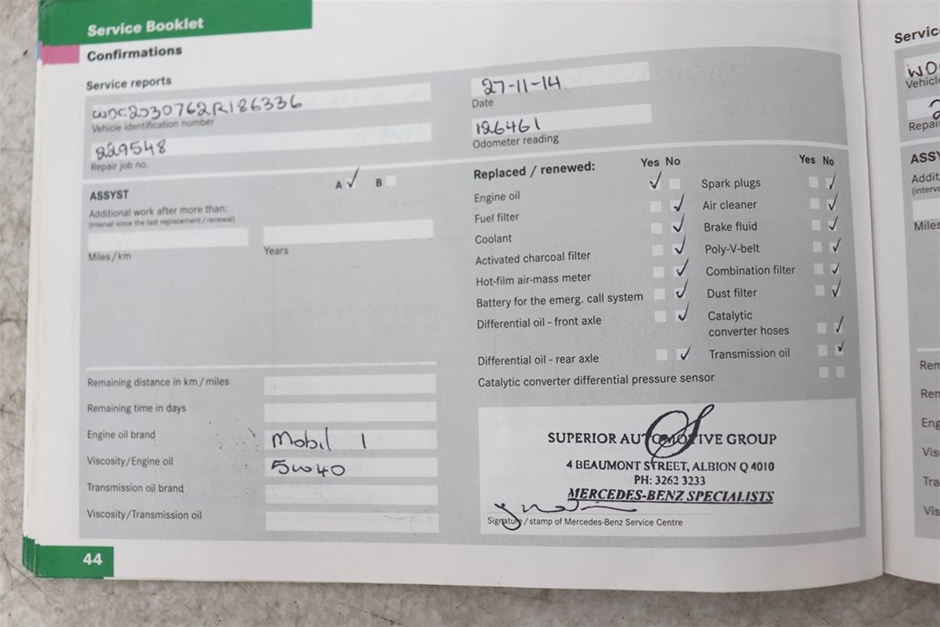 Service Booklet
Confirmations
Service reports
WDC2030762R186336
Vehicle identification number
229548
Repair job no.
27-11-14
Date
126461
Odometer reading
ASSYST
A ✓ B
Additional work after more than:
(interval since the last replacement / renewal)
Miles/km
Years
Remaining distance in km/miles
Remaining time in days
Engine oil brand
Mobil 1
Viscosity/Engine oil
5w40
Transmission oil brand
Viscosity/Transmission oil
Replaced / renewed:
Yes No
Engine oil
Fuel filter
Coolant
Activated charcoal filter
Hot-film air-mass meter
Battery for the emerg. call system
Differential oil - front axle
Differential oil - rear axle
Catalytic converter differential pressure sensor
Yes No
Spark plugs
Air cleaner
Brake fluid
Poly-V-belt
Combination filter
Dust filter
Catalytic
converter hoses
Transmission oil
SUPERIOR AUTOMOTIVE GROUP
4 BEAUMONT STREET, ALBION Q 4010
PH: 3262 3233
MERCEDES-BENZ SPECIALISTS
Signature / stamp of Mercedes-Benz Service Centre
44